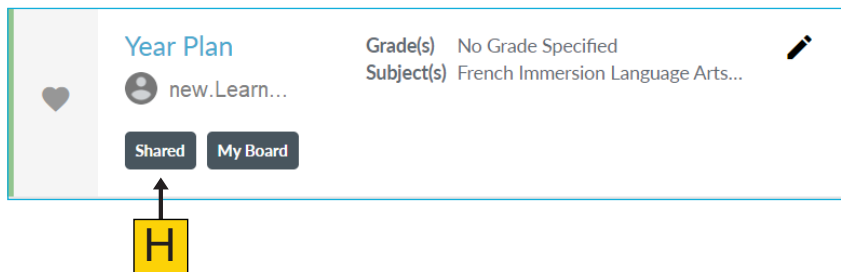 Year Plan
Grade(s) No Grade Specified
new.Learn...
Subject(s) French Immersion Language Arts...
Shared My Board
H